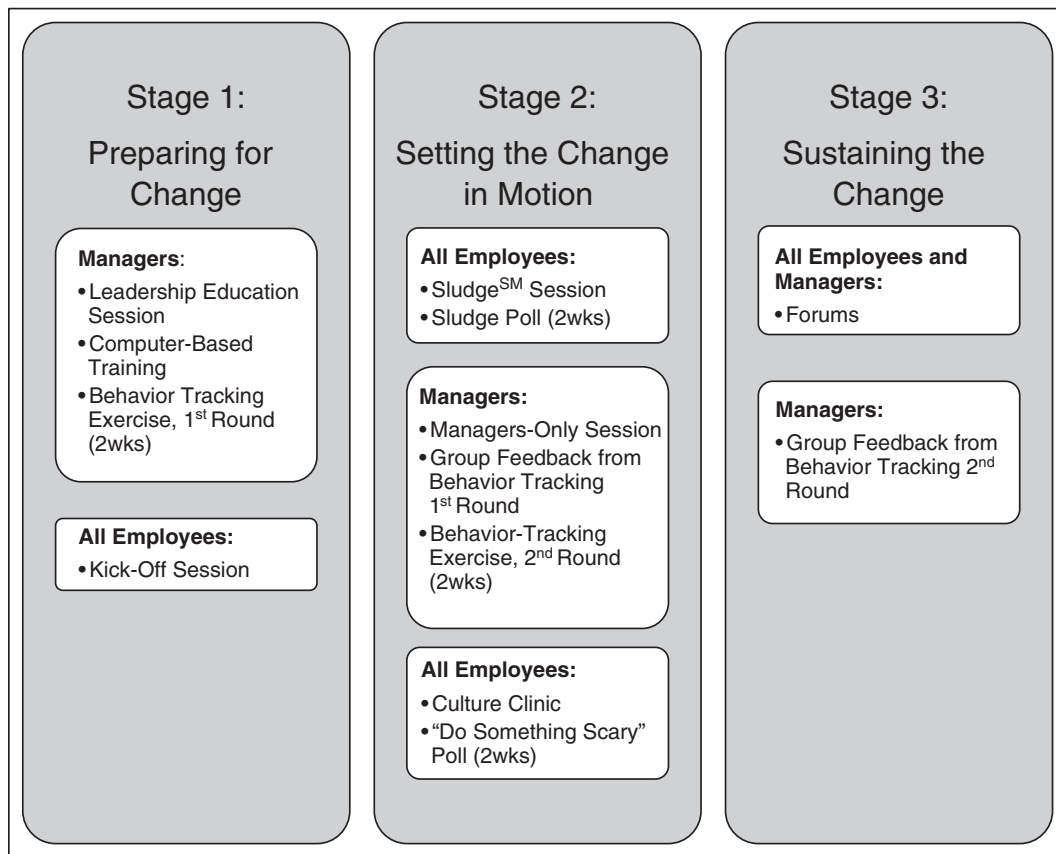 Stage 1:
Preparing for
Change
Managers:
•Leadership Education
Session
•Computer-Based
Training
•Behavior Tracking
Exercise, 1st Round
(2wks)
All Employees:
•Kick-Off Session
Stage 2:
Setting the Change
in Motion
All Employees:
•SludgeSM Session
•Sludge Poll (2wks)
Managers:
•Managers-Only Session
•Group Feedback from
Behavior Tracking
1st Round
•Behavior-Tracking
Exercise, 2nd Round
(2wks)
All Employees:
•Culture Clinic
•“Do Something Scary”
Poll (2wks)
Stage 3:
Sustaining the
Change
All Employees and
Managers:
•Forums
Managers:
•Group Feedback from
Behavior Tracking 2nd
Round